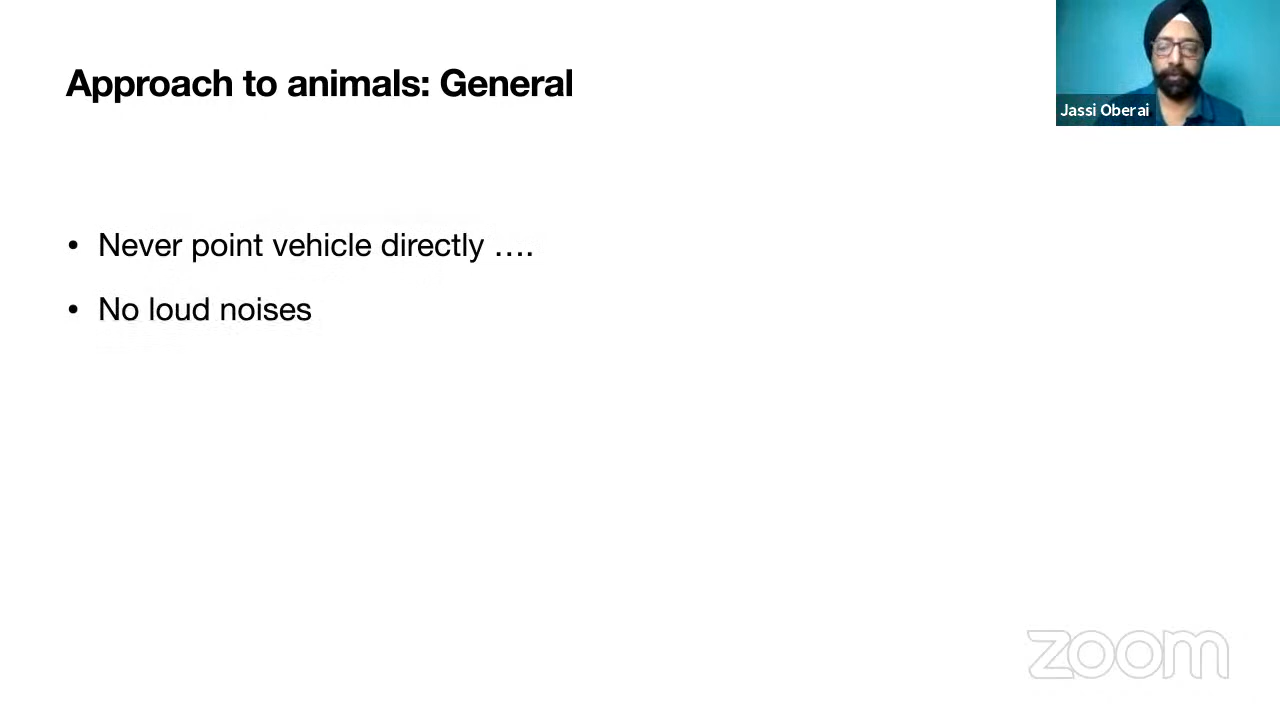 Approach to animals: General
Jassi Oberai
• Never point vehicle directly ….
• No loud noises
zoom